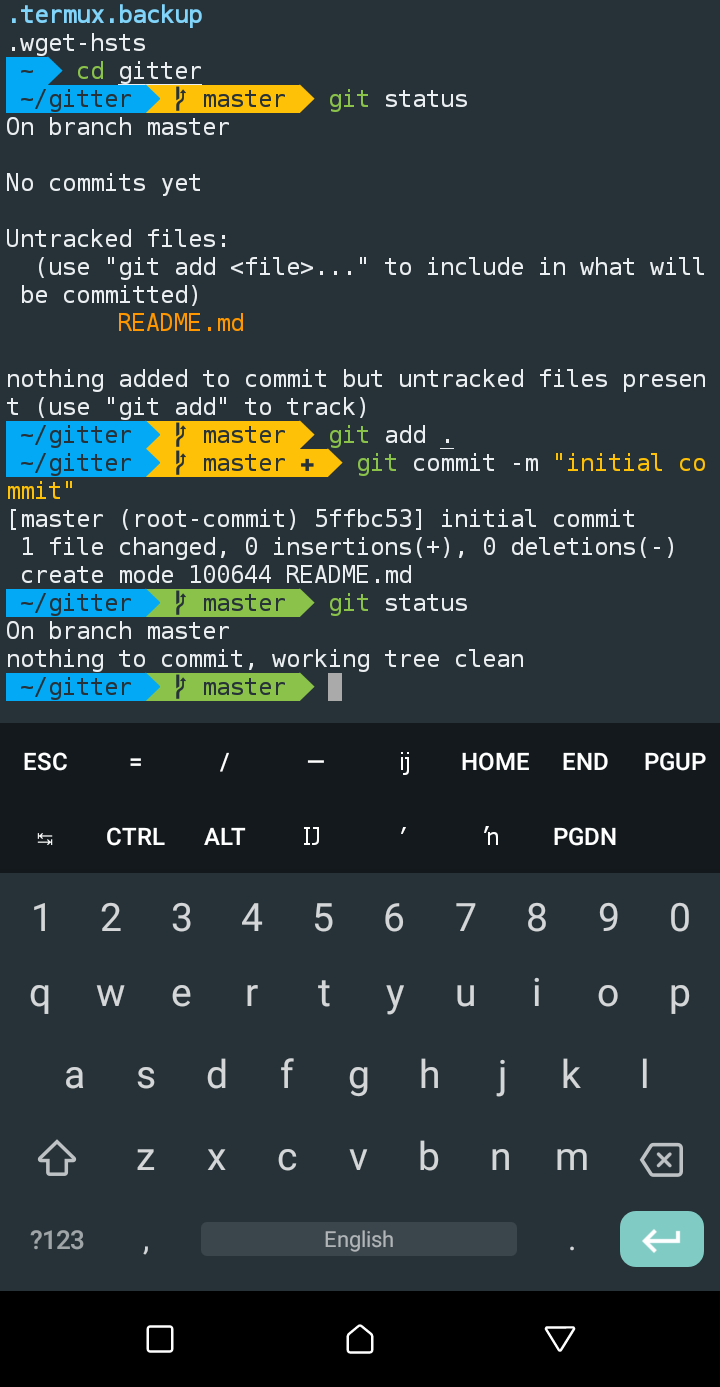 .termux.backup
.wget-hsts
~ cd gitter
~/gitter master git status
On branch master
No commits yet
Untracked files:
(use "git add <file>..." to include in what will
be committed)
README.md
nothing added to commit but untracked files presen
t (use "git add" to track)
~/gitter master git add .
~/gitter master + git commit -m "initial co
mmit"
[master (root-commit) 5ffbc53] initial commit
1 file changed, 0 insertions(+), 0 deletions(-)
create mode 100644 README.md
~/gitter master git status
On branch master
nothing to commit, working tree clean
~/gitter master
ESC = / — ĳ HOME END PGUP
↹ CTRL ALT Ĳ ′ ŉ PGDN
1 2 3 4 5 6 7 8 9 0
q w e r t y u i o p
a s d f g h j k l
z x c v b n m
?123 , English .